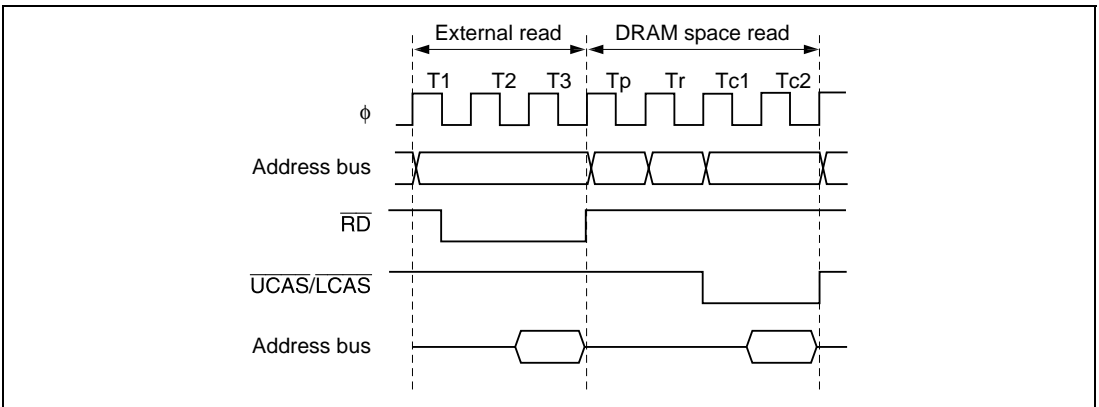 External read DRAM space read
T1 T2 T3 Tp Tr Tc1 Tc2
ϕ
Address bus
RD
UCAS/LCAS
Address bus